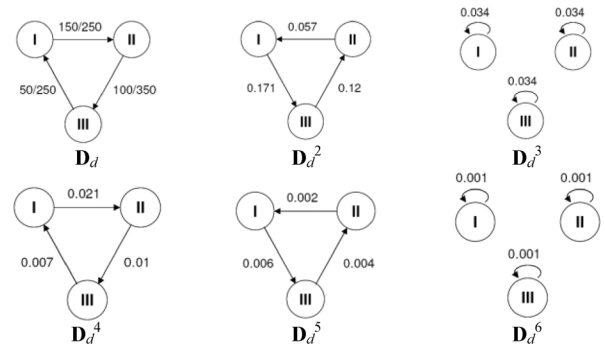 150/250
I
II
50/250
100/350
III
D_d
0.057
I
II
0.171
0.12
III
D_d^2
0.034
0.034
I
II
0.034
III
D_d^3
0.021
I
II
0.007
0.01
III
D_d^4
0.002
I
II
0.006
0.004
III
D_d^5
0.001
0.001
I
II
0.001
III
D_d^6